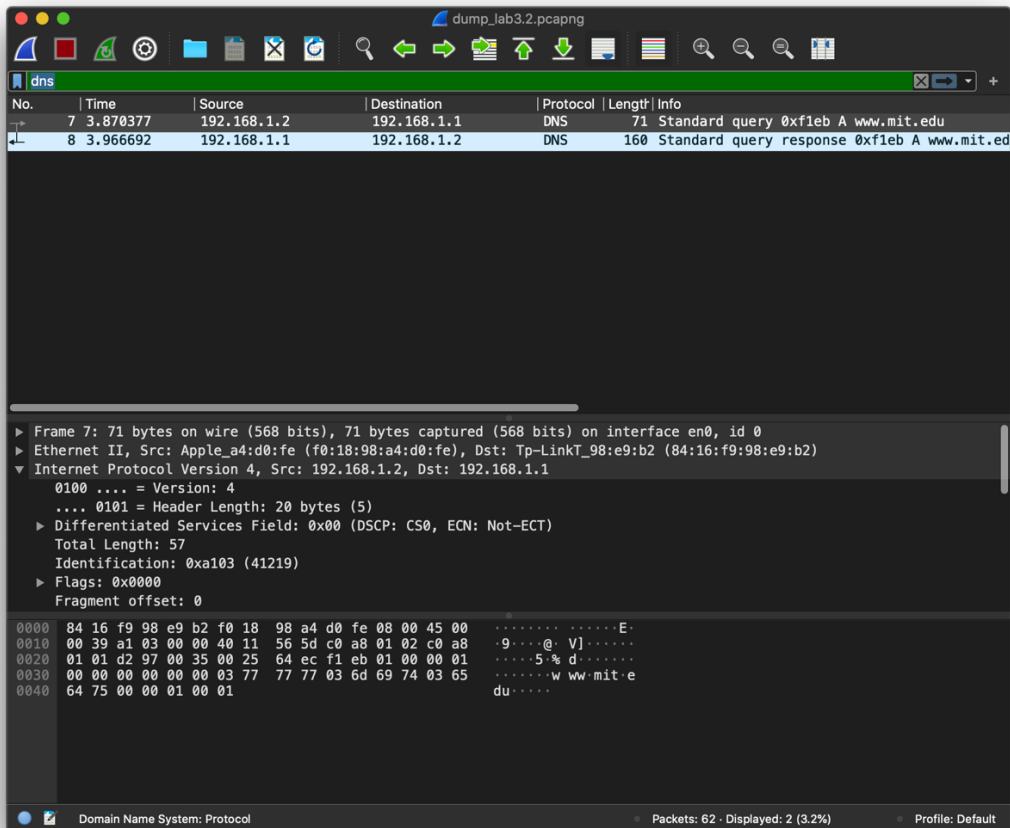 dump_lab3.2.pcapng
dns
No. Time Source Destination Protocol Length Info
7 3.870377 192.168.1.2 192.168.1.1 DNS 71 Standard query 0xf1eb A www.mit.edu
8 3.966692 192.168.1.1 192.168.1.2 DNS 160 Standard query response 0xf1eb A www.mit.ed
Frame 7: 71 bytes on wire (568 bits), 71 bytes captured (568 bits) on interface en0, id 0
Ethernet II, Src: Apple_a4:d0:fe (f0:18:98:a4:d0:fe), Dst: Tp-LinkT_98:e9:b2 (84:16:f9:98:e9:b2)
Internet Protocol Version 4, Src: 192.168.1.2, Dst: 192.168.1.1
0100 .... = Version: 4
.... 0101 = Header Length: 20 bytes (5)
Differentiated Services Field: 0x00 (DSCP: CS0, ECN: Not-ECT)
Total Length: 57
Identification: 0xa103 (41219)
Flags: 0x0000
Fragment offset: 0
0000 84 16 f9 98 e9 b2 f0 18 98 a4 d0 fe 08 00 45 00 ········ ······E·
0010 00 39 a1 03 00 00 40 11 56 5d c0 a8 01 02 c0 a8 ·9····@· V]······
0020 01 01 d2 97 00 35 00 25 64 ec f1 eb 01 00 00 01 ·····5·% d·······
0030 00 00 00 00 00 00 03 77 77 77 03 6d 69 74 03 65 ·······w ww·mit·e
0040 64 75 00 00 01 00 01 du·····
Domain Name System: Protocol Packets: 62 · Displayed: 2 (3.2%) Profile: Default